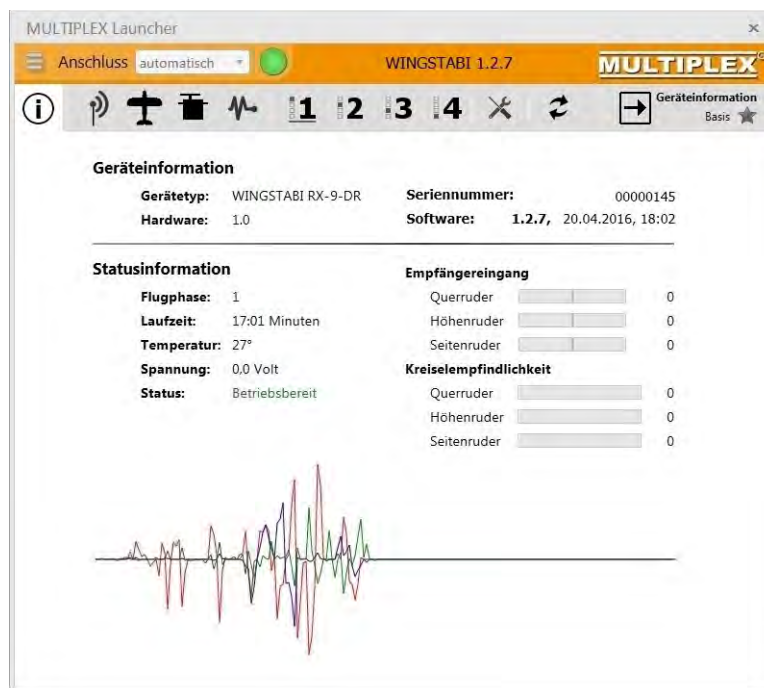 MULTIPLEX Launcher
×
Anschluss automatisch WINGSTABI 1.2.7 MULTIPLEX
1 2 3 4 Geräteinformation
Basis
Geräteinformation
Gerätetyp: WINGSTABI RX-9-DR Seriennummer: 00000145
Hardware: 1.0 Software: 1.2.7, 20.04.2016, 18:02
Statusinformation
Flugphase: 1
Laufzeit: 17:01 Minuten
Temperatur: 27°
Spannung: 0,0 Volt
Status: Betriebsbereit
Empfängereingang
Querruder 0
Höhenruder 0
Seitenruder 0
Kreiselempfindlichkeit
Querruder 0
Höhenruder 0
Seitenruder 0